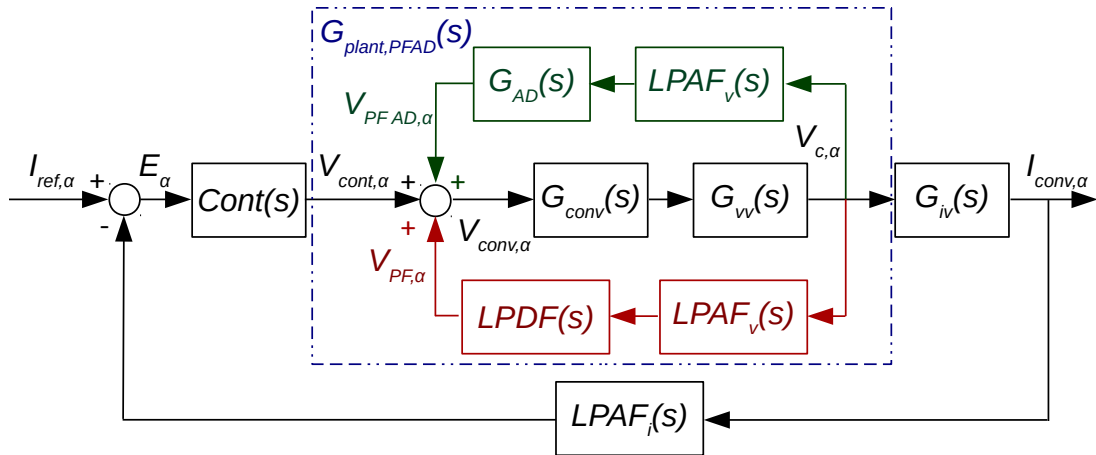 G_plant,PFAD(s)
G_AD(s)
LPAF_v(s)
V_PF AD,α
V_c,α
I_ref,α
+
E_α
V_cont,α
+
+
I_conv,α
Cont(s)
G_conv(s)
G_vv(s)
G_iv(s)
-
+
V_conv,α
V_PF,α
LPDF(s)
LPAF_v(s)
LPAF_i(s)